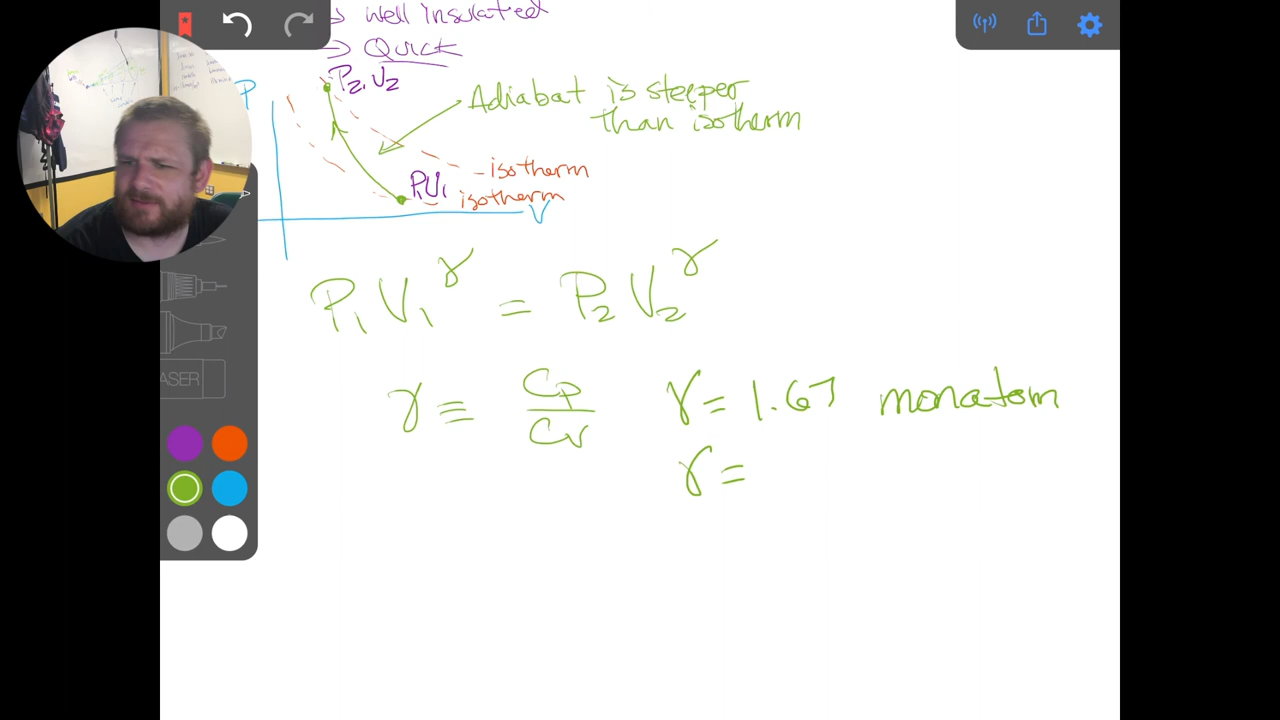 → well insulated
→ Quick
P
P₂, V₂
Adiabat is steeper
than isotherm
isotherm
P₁V₁
isotherm
V
P₁V₁^γ = P₂V₂^γ
γ ≡ Cp/Cv
γ = 1.67 monatom
γ =
ASER